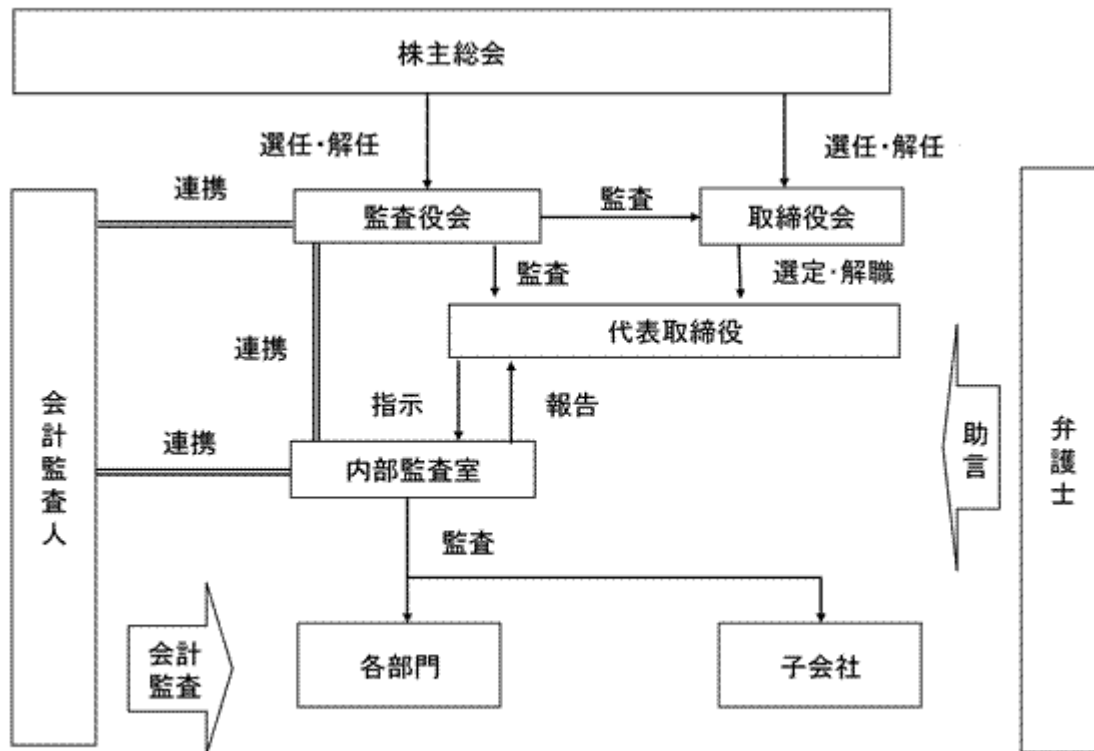 株主総会
選任・解任
選任・解任
連携
監査役会
監査
取締役会
監査
選定・解職
代表取締役
連携
指示
報告
会計監査人
連携
内部監査室
助言
弁護士
監査
会計
監査
各部門
子会社